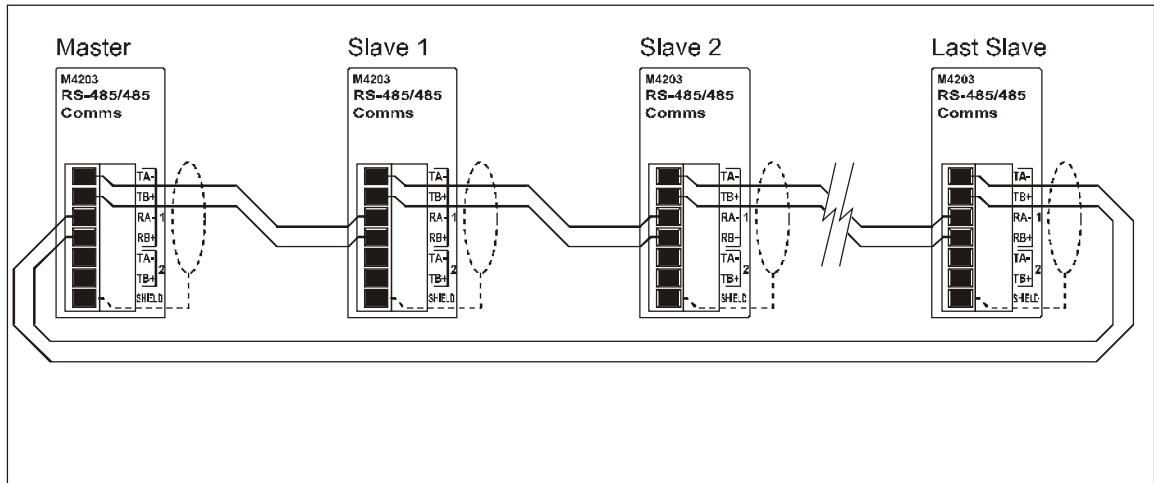 Master
M4203
RS-485/485
Comms
TA-
TB+
RA- 1
RB+
TA-
TB+ 2
SHIELD
Slave 1
M4203
RS-485/485
Comms
TA-
TB+
RA- 1
RB+
TA-
TB+ 2
SHIELD
Slave 2
M4203
RS-485/485
Comms
TA-
TB+
RA- 1
RB+
TA-
TB+ 2
SHIELD
Last Slave
M4203
RS-485/485
Comms
TA-
TB+
RA- 1
RB+
TA-
TB+ 2
SHIELD